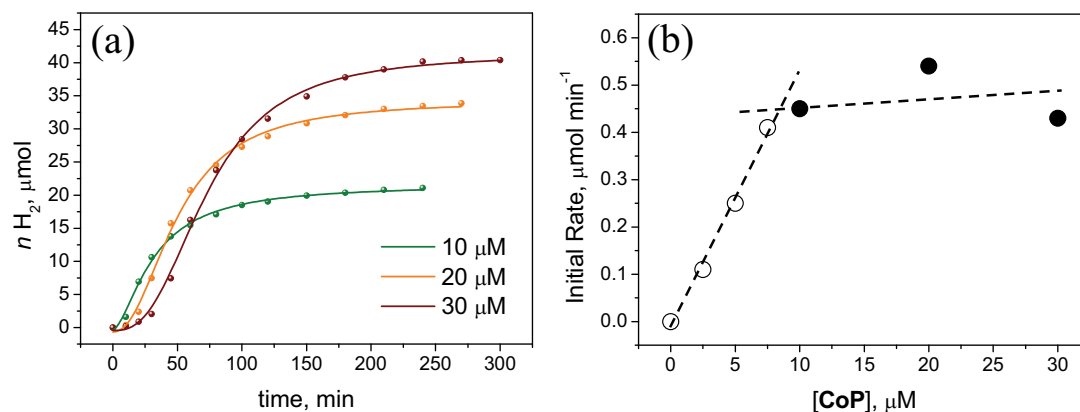 (a)
n H₂, μmol
45
40
35
30
25
20
15
10
5
0
0 50 100 150 200 250 300
time, min
10 μM
20 μM
30 μM
(b)
Initial Rate, μmol min⁻¹
0.6
0.5
0.4
0.3
0.2
0.1
0.0
0 5 10 15 20 25 30
[CoP], μM